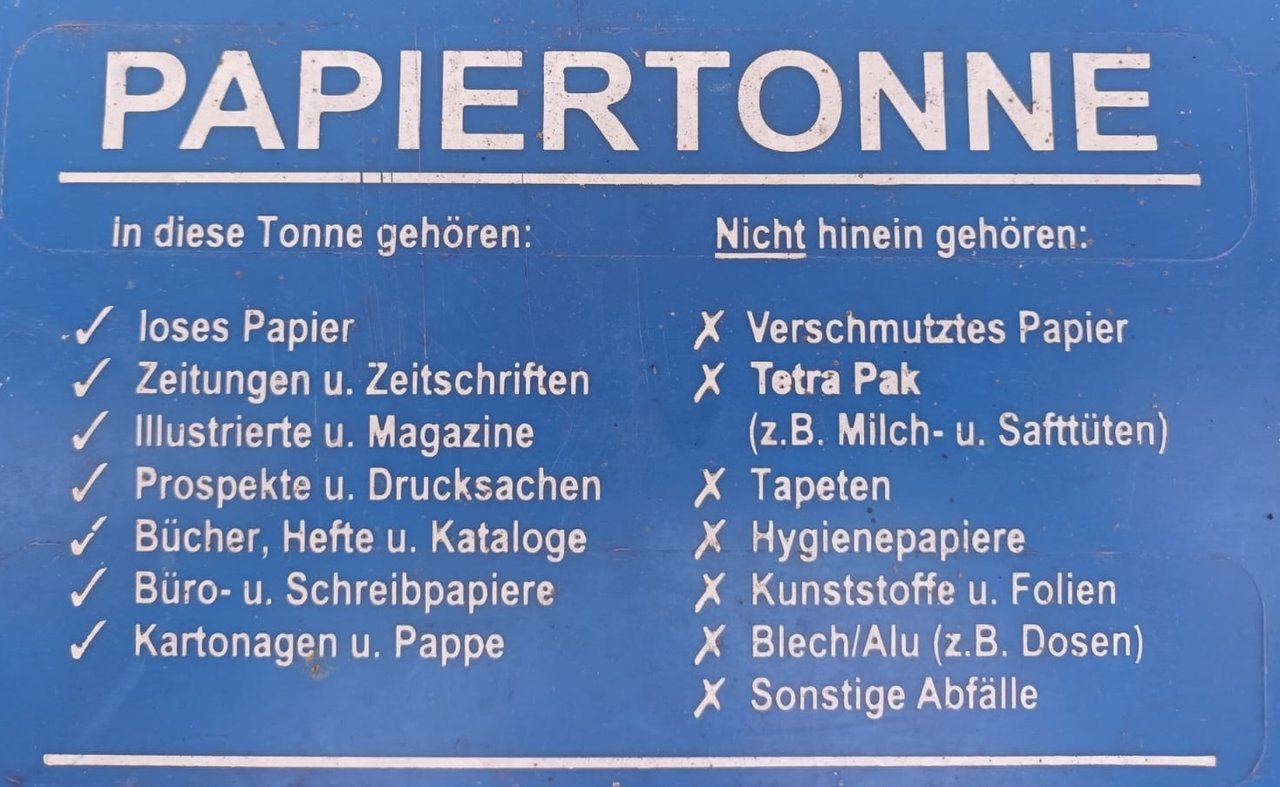 PAPIERTONNE
In diese Tonne gehören:
✓ loses Papier
✓ Zeitungen u. Zeitschriften
✓ Illustrierte u. Magazine
✓ Prospekte u. Drucksachen
✓ Bücher, Hefte u. Kataloge
✓ Büro- u. Schreibpapiere
✓ Kartonagen u. Pappe
Nicht hinein gehören:
✗ Verschmutztes Papier
✗ Tetra Pak
(z.B. Milch- u. Safttüten)
✗ Tapeten
✗ Hygienepapiere
✗ Kunststoffe u. Folien
✗ Blech/Alu (z.B. Dosen)
✗ Sonstige Abfälle